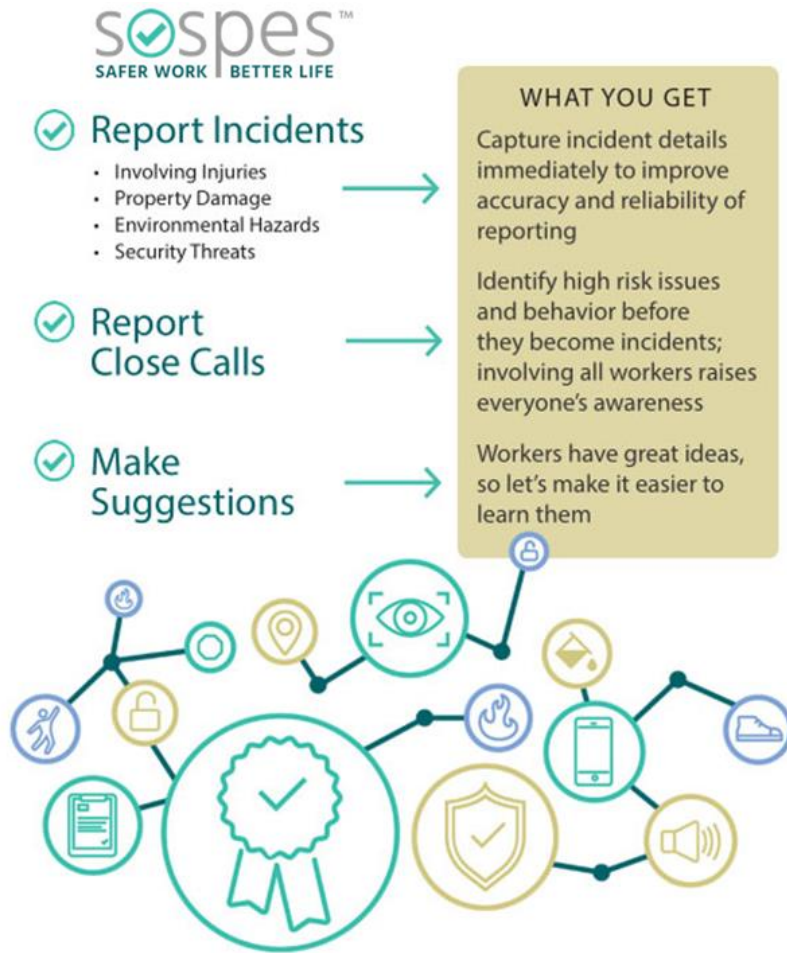 sospes™
SAFER WORK | BETTER LIFE
Report Incidents
• Involving Injuries
• Property Damage
• Environmental Hazards
• Security Threats
Report
Close Calls
Make
Suggestions
WHAT YOU GET
Capture incident details
immediately to improve
accuracy and reliability of
reporting
Identify high risk issues
and behavior before
they become incidents;
involving all workers raises
everyone's awareness
Workers have great ideas,
so let's make it easier to
learn them